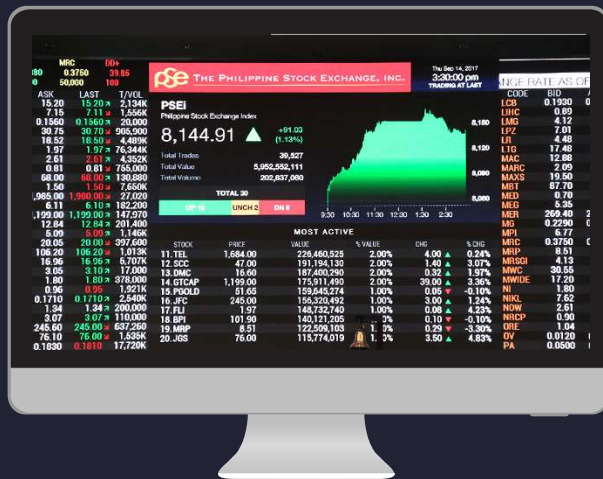 MRC DD+
380 0.3760 39.85
00 50,000 100
ASK LAST T/VOL
15.20 15.20 2,134K
7.15 7.11 1,556K
0.1560 0.1560 20,000
30.75 30.70 905,900
18.52 18.50 4,489K
1.97 1.97 76,344K
2.61 2.61 4,352K
0.81 0.81 755,000
68.00 68.00 130,880
1.50 1.50 7,650K
1,985.00 1,980.00 27,020
6.11 6.10 182,200
1,199.00 1,199.00 147,970
12.84 12.84 201,400
5.09 5.09 1,146K
20.05 20.00 397,600
106.20 106.20 1,013K
16.96 16.96 6,707K
3.05 3.10 17,000
1.80 1.80 378,000
0.96 0.95 921K
0.1710 0.1710 2,540K
1.34 1.34 200,000
3.07 3.07 110,000
245.60 245.00 637,260
76.10 76.00 1,535K
0.1830 0.1810 17,720K
pse THE PHILIPPINE STOCK EXCHANGE, INC.
Thu Sep 14, 2017
3:30:00 pm
TRADING AT LAST
PSEi
Philippine Stock Exchange Index
8,144.91 +91.03
(1.13%)
Total Trades 39,527
Total Value 5,952,552,111
Total Volume 202,837,000
TOTAL 30
UNCH 2 DN 9
8,150
8,120
8,090
8,060
9:30 10:30 11:30 12:30 1:30 2:30
MOST ACTIVE
STOCK PRICE VALUE % VALUE CHG % CHG
11.TEL 1,684.00 226,460,525 2.00% 4.00 0.24%
12.SCC 47.00 191,194,130 2.00% 1.40 3.07%
13.DMC 16.60 187,400,290 2.00% 0.32 1.97%
14.GTCAP 1,199.00 175,911,490 2.00% 39.00 3.36%
15.PGOLD 51.65 159,645,274 1.00% 0.05 -0.10%
16.JFC 245.00 156,320,492 1.00% 3.00 1.24%
17.FLI 1.97 148,732,740 1.00% 0.08 4.23%
18.BPI 101.90 140,121,205 0.10 -0.10%
19.MRP 8.51 122,509,103 0.29 -3.30%
20.JGS 76.00 115,774,019 3.50 4.83%
NGE RATE AS OF
CODE BID
LCB 0.1930
LIHC 0.89
LMG 4.12
LPZ 7.01
LR 4.48
LTG 17.48
MAC 12.88
MARC 2.09
MAXS 19.50
MBT 87.70
MED 0.70
MEG 5.35
MER 269.40
MG 0.2290
MPI 6.77
MRC 0.3750
MRP 8.51
MRSGI 4.13
MWC 30.55
MWIDE 17.20
NI 1.80
NIKL 7.62
NOW 2.61
NRCP 0.90
ORE 1.04
OV 0.0120
PA 0.0500